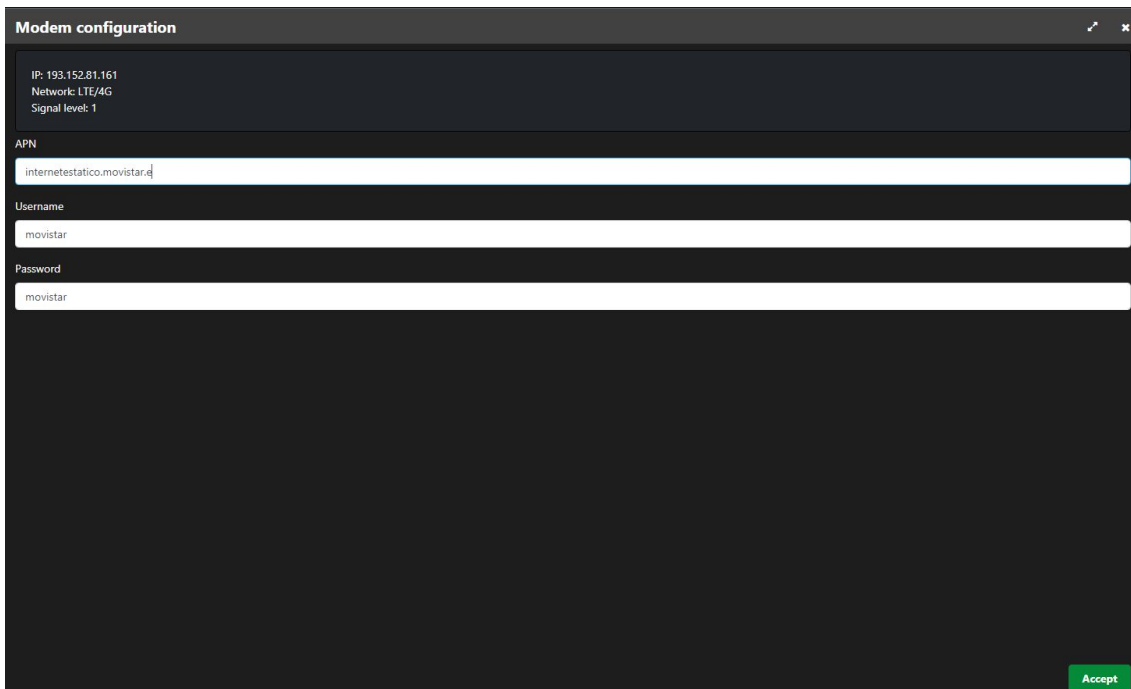 Modem configuration
IP: 193.152.81.161
Network: LTE/4G
Signal level: 1
APN
internetestatico.movistar.e
Username
movistar
Password
movistar
Accept